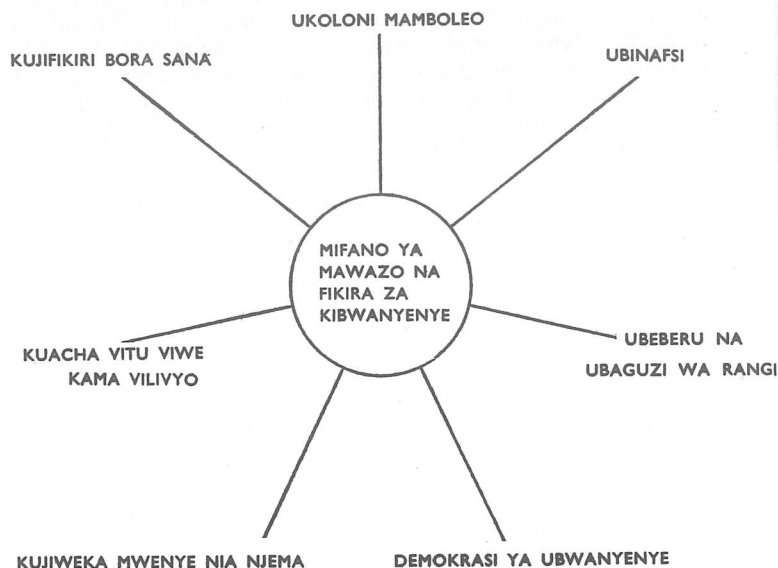 UKOLONI MAMBOLEO
KUJIFIKIRI BORA SANA
UBINAFSI
MIFANO YA
MAWAZO NA
FIKIRA ZA
KIBWANYENYE
KUACHA VITU VIWE
KAMA VILIVYO
UBEBERU NA
UBAGUZI WA RANGI
KUJIWEKA MWENYE NIA NJEMA
DEMOKRASI YA UBWANYENYE